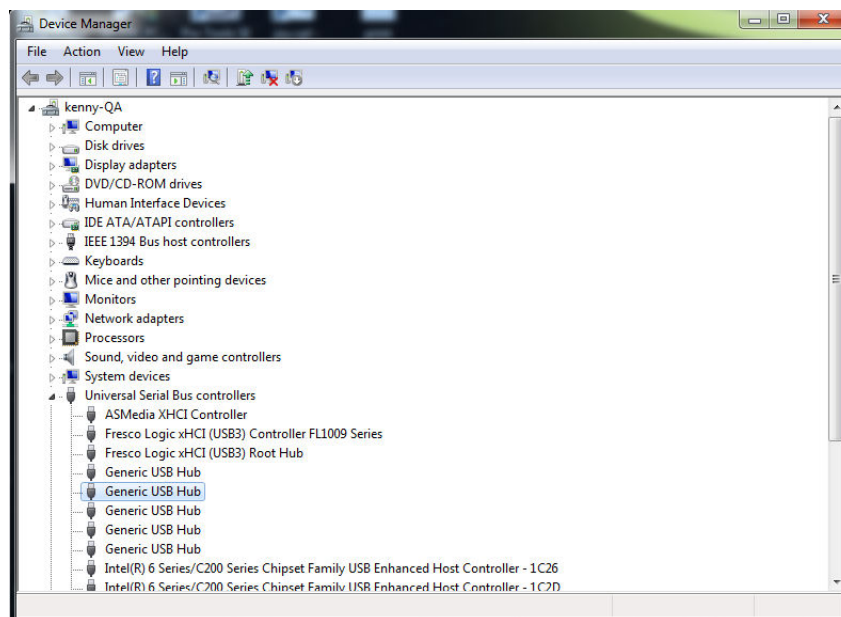 Device Manager
File Action View Help
kenny-QA
Computer
Disk drives
Display adapters
DVD/CD-ROM drives
Human Interface Devices
IDE ATA/ATAPI controllers
IEEE 1394 Bus host controllers
Keyboards
Mice and other pointing devices
Monitors
Network adapters
Processors
Sound, video and game controllers
System devices
Universal Serial Bus controllers
ASMedia XHCI Controller
Fresco Logic xHCI (USB3) Controller FL1009 Series
Fresco Logic xHCI (USB3) Root Hub
Generic USB Hub
Generic USB Hub
Generic USB Hub
Generic USB Hub
Generic USB Hub
Intel(R) 6 Series/C200 Series Chipset Family USB Enhanced Host Controller - 1C26
Intel(R) 6 Series/C200 Series Chipset Family USB Enhanced Host Controller - 1C2D